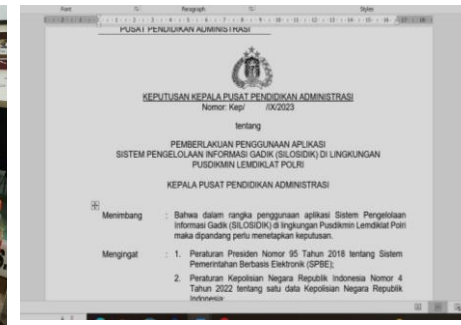 Font
Paragraph
Styles
PUSAT PENDIDIKAN ADMINISTRASI
KEPUTUSAN KEPALA PUSAT PENDIDIKAN ADMINISTRASI
Nomor: Kep/ /IX/2023
tentang
PEMBERLAKUAN PENGGUNAAN APLIKASI
SISTEM PENGELOLAAN INFORMASI GADIK (SILOSIDIK) DI LINGKUNGAN
PUSDIKMIN LEMDIKLAT POLRI
KEPALA PUSAT PENDIDIKAN ADMINISTRASI
Menimbang : Bahwa dalam rangka penggunaan aplikasi Sistem Pengelolaan
Informasi Gadik (SILOSIDIK) di lingkungan Pusdikmin Lemdiklat Polri
maka dipandang perlu menetapkan keputusan.
Mengingat : 1. Peraturan Presiden Nomor 95 Tahun 2018 tentang Sistem
Pemerintahan Berbasis Elektronik (SPBE);
2. Peraturan Kepolisian Negara Republik Indonesia Nomor 4
Tahun 2022 tentang satu data Kepolisian Negara Republik
Indonesia;